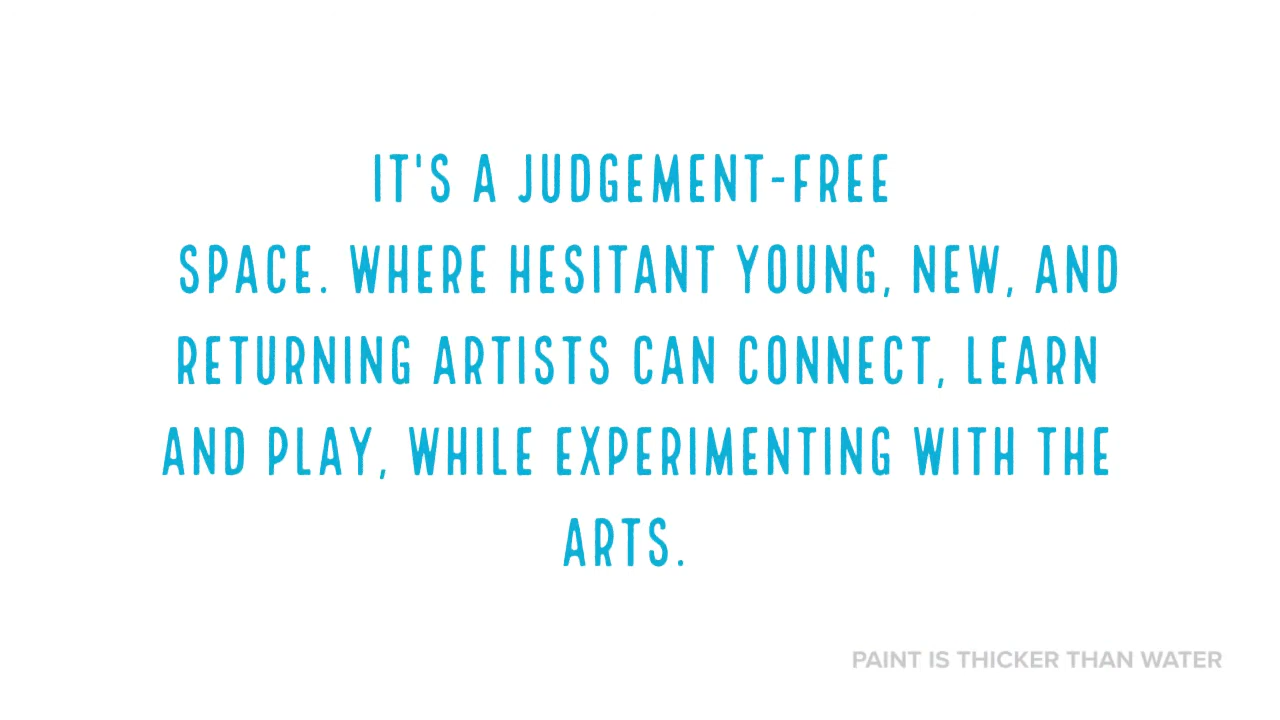 IT'S A JUDGEMENT-FREE
SPACE. WHERE HESITANT YOUNG, NEW, AND
RETURNING ARTISTS CAN CONNECT, LEARN
AND PLAY, WHILE EXPERIMENTING WITH THE
ARTS.
PAINT IS THICKER THAN WATER